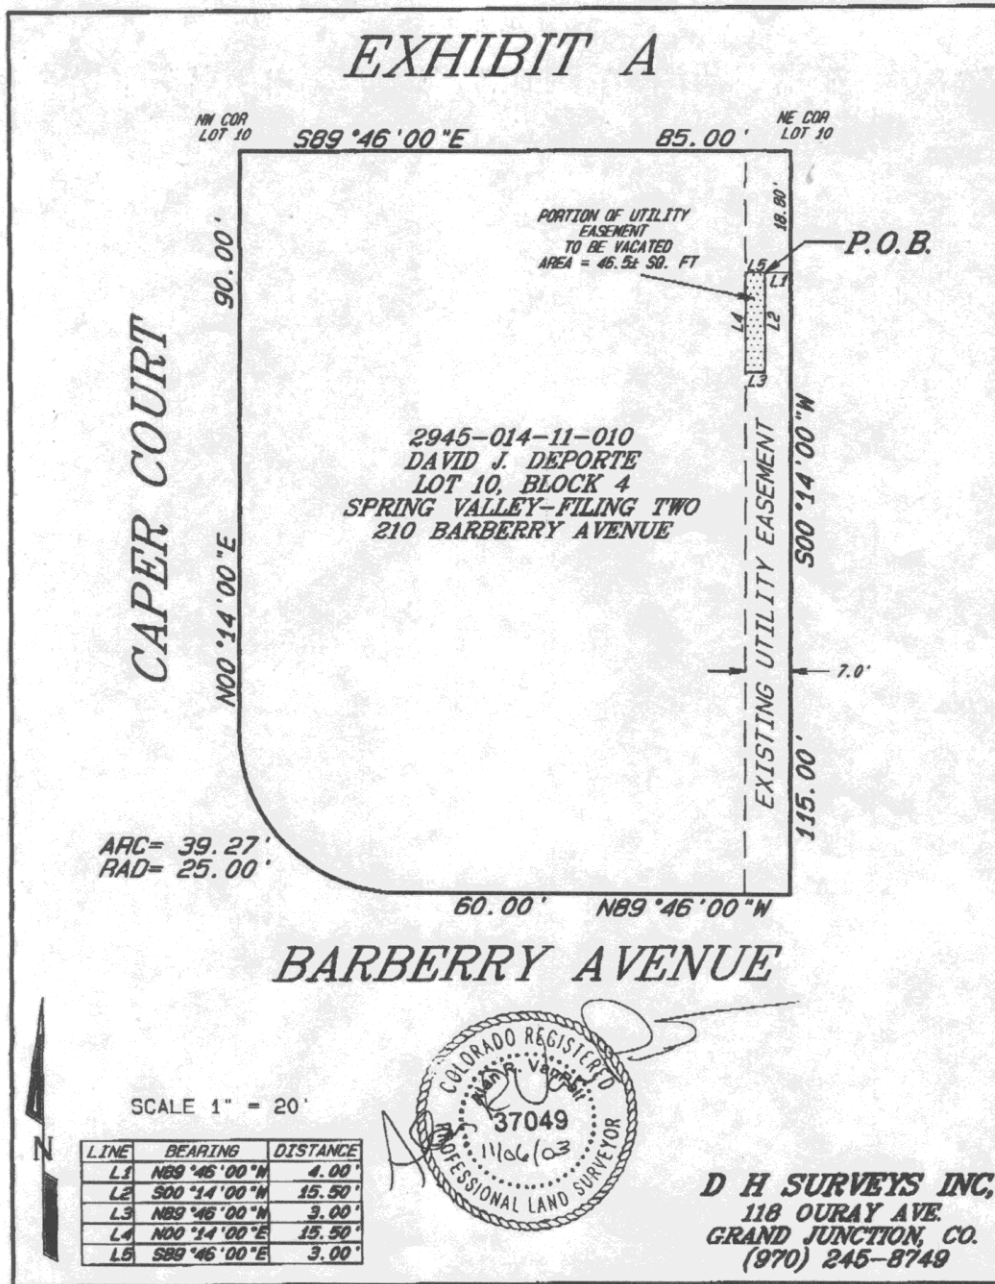 EXHIBIT A
NW COR
LOT 10
S89°46'00"E
85.00'
NE COR
LOT 10
18.80'
PORTION OF UTILITY
EASEMENT
TO BE VACATED
AREA = 46.5± SQ. FT
P.O.B.
L5
L1
L4
L2
L3
90.00'
CAPER COURT
N00°14'00"E
2945-014-11-010
DAVID J. DEPORTE
LOT 10, BLOCK 4
SPRING VALLEY-FILING TWO
210 BARBERRY AVENUE
EXISTING UTILITY EASEMENT
S00°14'00"W
7.0'
115.00'
ARC= 39.27'
RAD= 25.00'
60.00'
N89°46'00"W
BARBERRY AVENUE
COLORADO REGISTERED
Alan R. VanPelt
37049
11/06/03
PROFESSIONAL LAND SURVEYOR
SCALE 1" = 20'
N
LINE BEARING DISTANCE
L1 N89°46'00"W 4.00'
L2 S00°14'00"W 15.50'
L3 N89°46'00"W 3.00'
L4 N00°14'00"E 15.50'
L5 S89°46'00"E 3.00'
D H SURVEYS INC,
118 OURAY AVE.
GRAND JUNCTION, CO.
(970) 245-8749